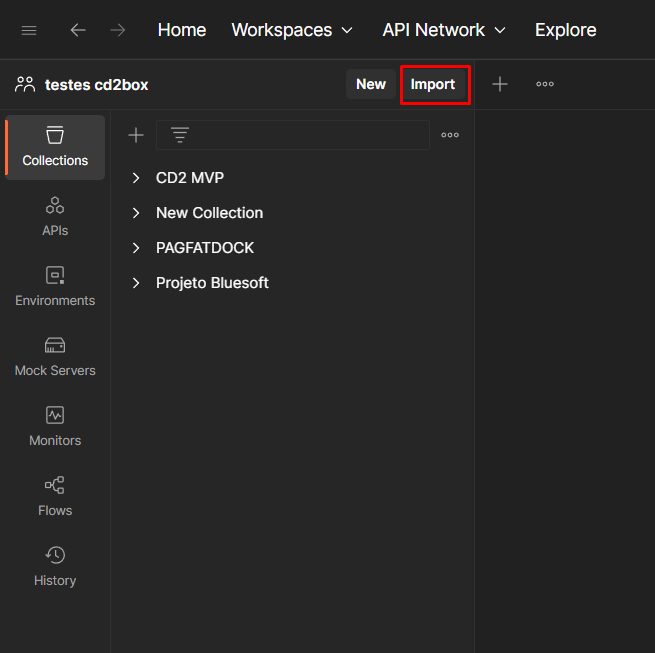 Home Workspaces API Network Explore
testes cd2box New Import
Collections
APIs
Environments
Mock Servers
Monitors
Flows
History
CD2 MVP
New Collection
PAGFATDOCK
Projeto Bluesoft